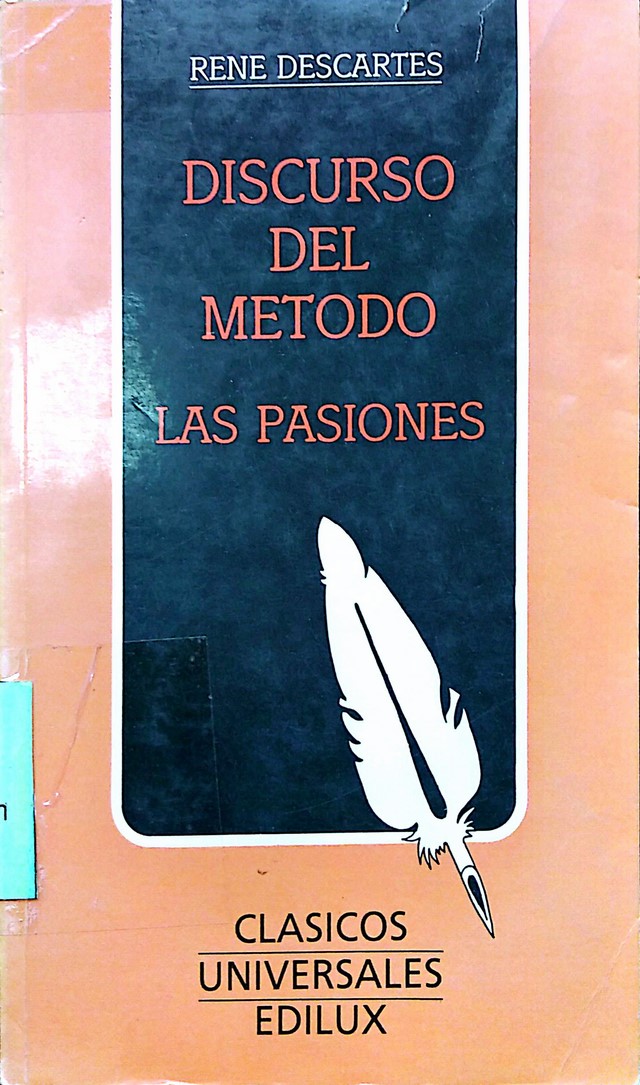 RENE DESCARTES
DISCURSO
DEL
METODO
LAS PASIONES
CLASICOS
UNIVERSALES
EDILUX